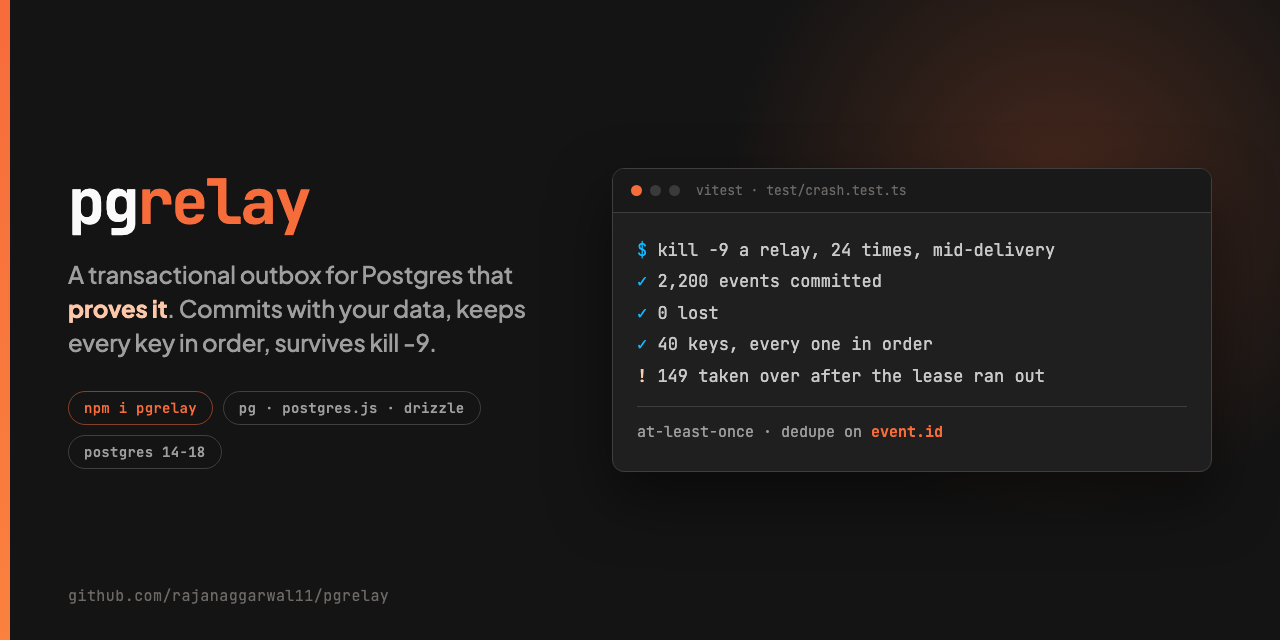 pgrelay
A transactional outbox for Postgres that
proves it. Commits with your data, keeps
every key in order, survives kill -9.
npm i pgrelay
pg · postgres.js · drizzle
postgres 14-18
github.com/rajanaggarwal11/pgrelay
vitest · test/crash.test.ts
$ kill -9 a relay, 24 times, mid-delivery
✓ 2,200 events committed
✓ 0 lost
✓ 40 keys, every one in order
! 149 taken over after the lease ran out
at-least-once · dedupe on event.id